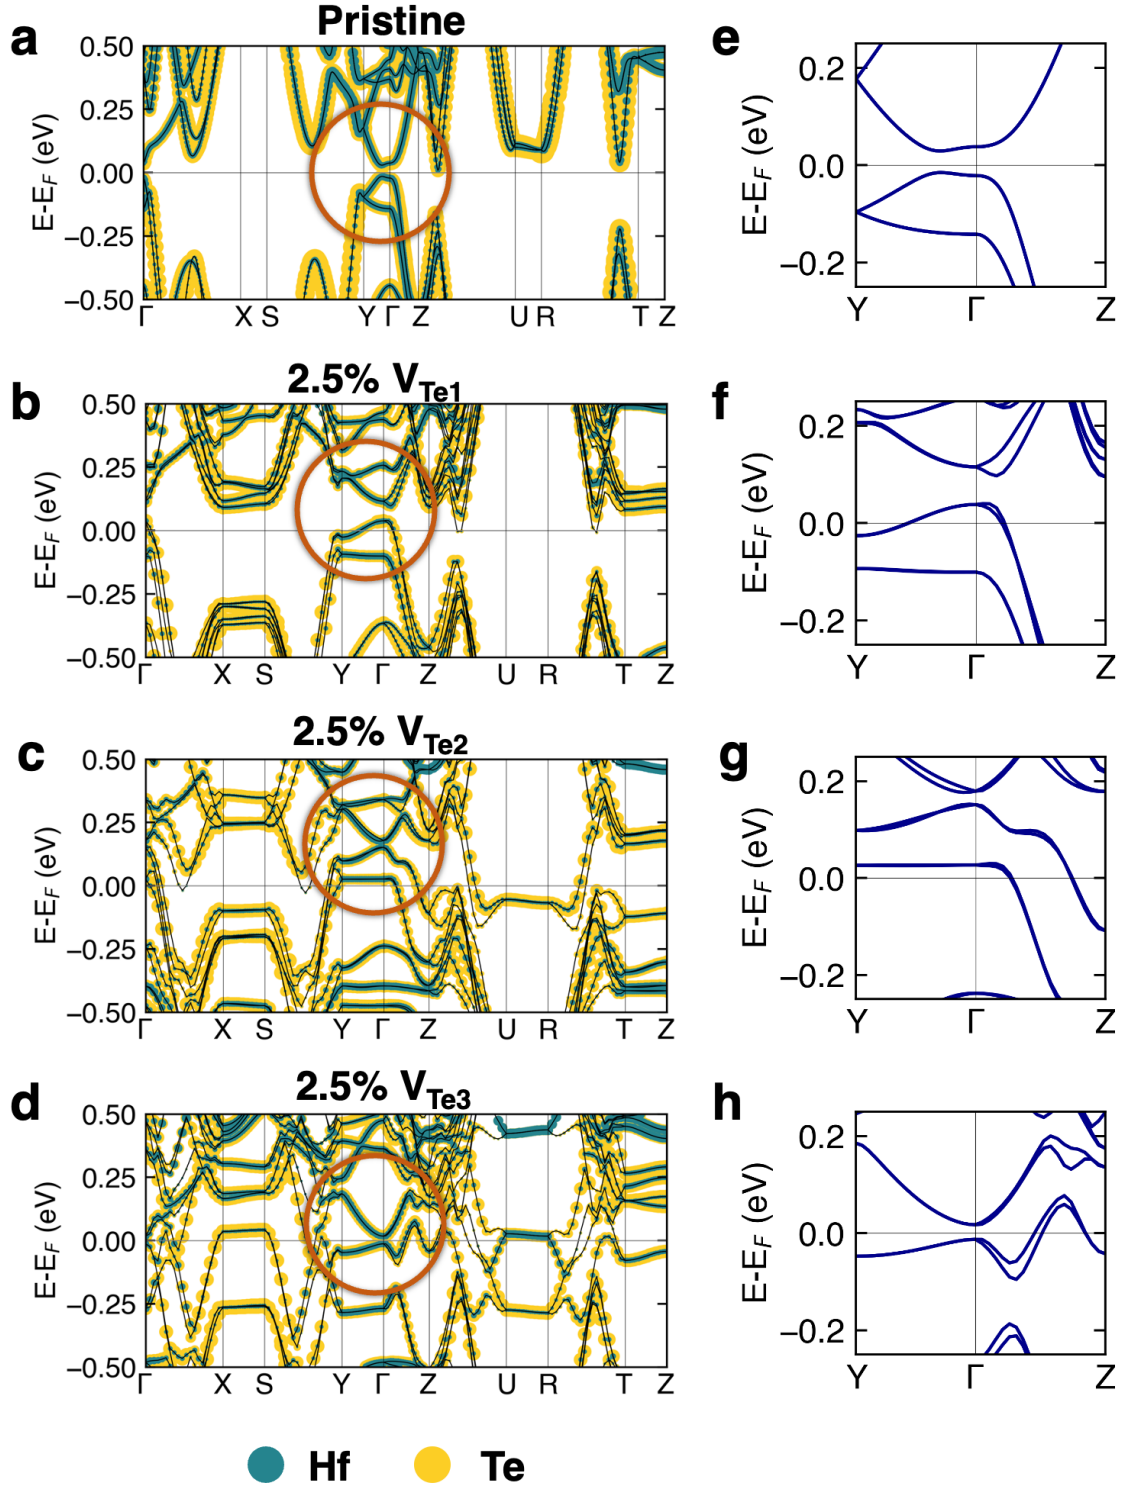 a
Pristine
E-E_F (eV)
0.50
0.25
0.00
−0.25
−0.50
Γ X S Y Γ Z U R T Z
e
E-E_F (eV)
0.2
0.0
−0.2
Y Γ Z
b
2.5% V_Te1
E-E_F (eV)
0.50
0.25
0.00
−0.25
−0.50
Γ X S Y Γ Z U R T Z
f
E-E_F (eV)
0.2
0.0
−0.2
Y Γ Z
c
2.5% V_Te2
E-E_F (eV)
0.50
0.25
0.00
−0.25
−0.50
Γ X S Y Γ Z U R T Z
g
E-E_F (eV)
0.2
0.0
−0.2
Y Γ Z
d
2.5% V_Te3
E-E_F (eV)
0.50
0.25
0.00
−0.25
−0.50
Γ X S Y Γ Z U R T Z
h
E-E_F (eV)
0.2
0.0
−0.2
Y Γ Z
Hf Te